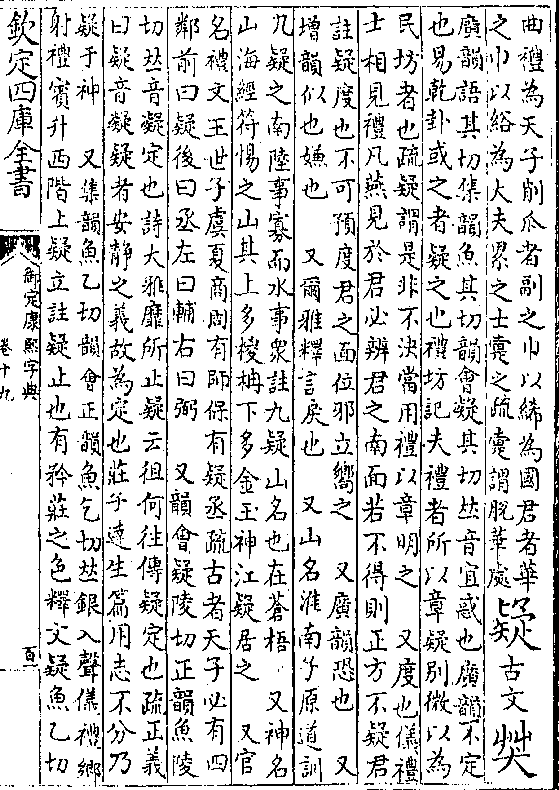 曲禮為天子削瓜者副之巾以絺為國君者華
之巾以綌為大夫累之士疐之疏疐謂脫華處
疑古文𠤗
廣韻語其切集韻魚其切韻會疑其切𠀤音宜惑也廣韻不定
也易乾卦或之者疑之也禮坊記夫禮者所以章疑別微以為
民坊者也疏疑謂是非不決當用禮以章明之　又度也儀禮
士相見禮凡燕見於君必辨君之南面若不得則正方不疑君
註疑度也不可預度君之面位邪立嚮之　又廣韻恐也　又
增韻似也嫌也　又爾雅釋言戾也　又山名淮南子原道訓
九疑之南陸事寡而水事衆註九疑山名也在蒼梧　又神名
山海經符惕之山其上多椶柟下多金玉神江疑居之　又官
名禮文王世子虞夏商周有師保有疑丞疏古者天子必有四
鄰前曰疑後曰丞左曰輔右曰弼　又韻會疑陵切正韻魚陵
切𠀤音凝定也詩大雅靡所止疑云徂何往傳疑定也疏正義
曰疑音凝疑者安靜之義故為定也莊子達生篇用志不分乃
疑于神　又集韻魚乙切韻會正韻魚乞切𠀤銀入聲儀禮鄉
射禮賓升西階上疑立註疑止也有矜莊之色釋文疑魚乙切
欽定四庫全書
御定康熙字典
卷十九
百一